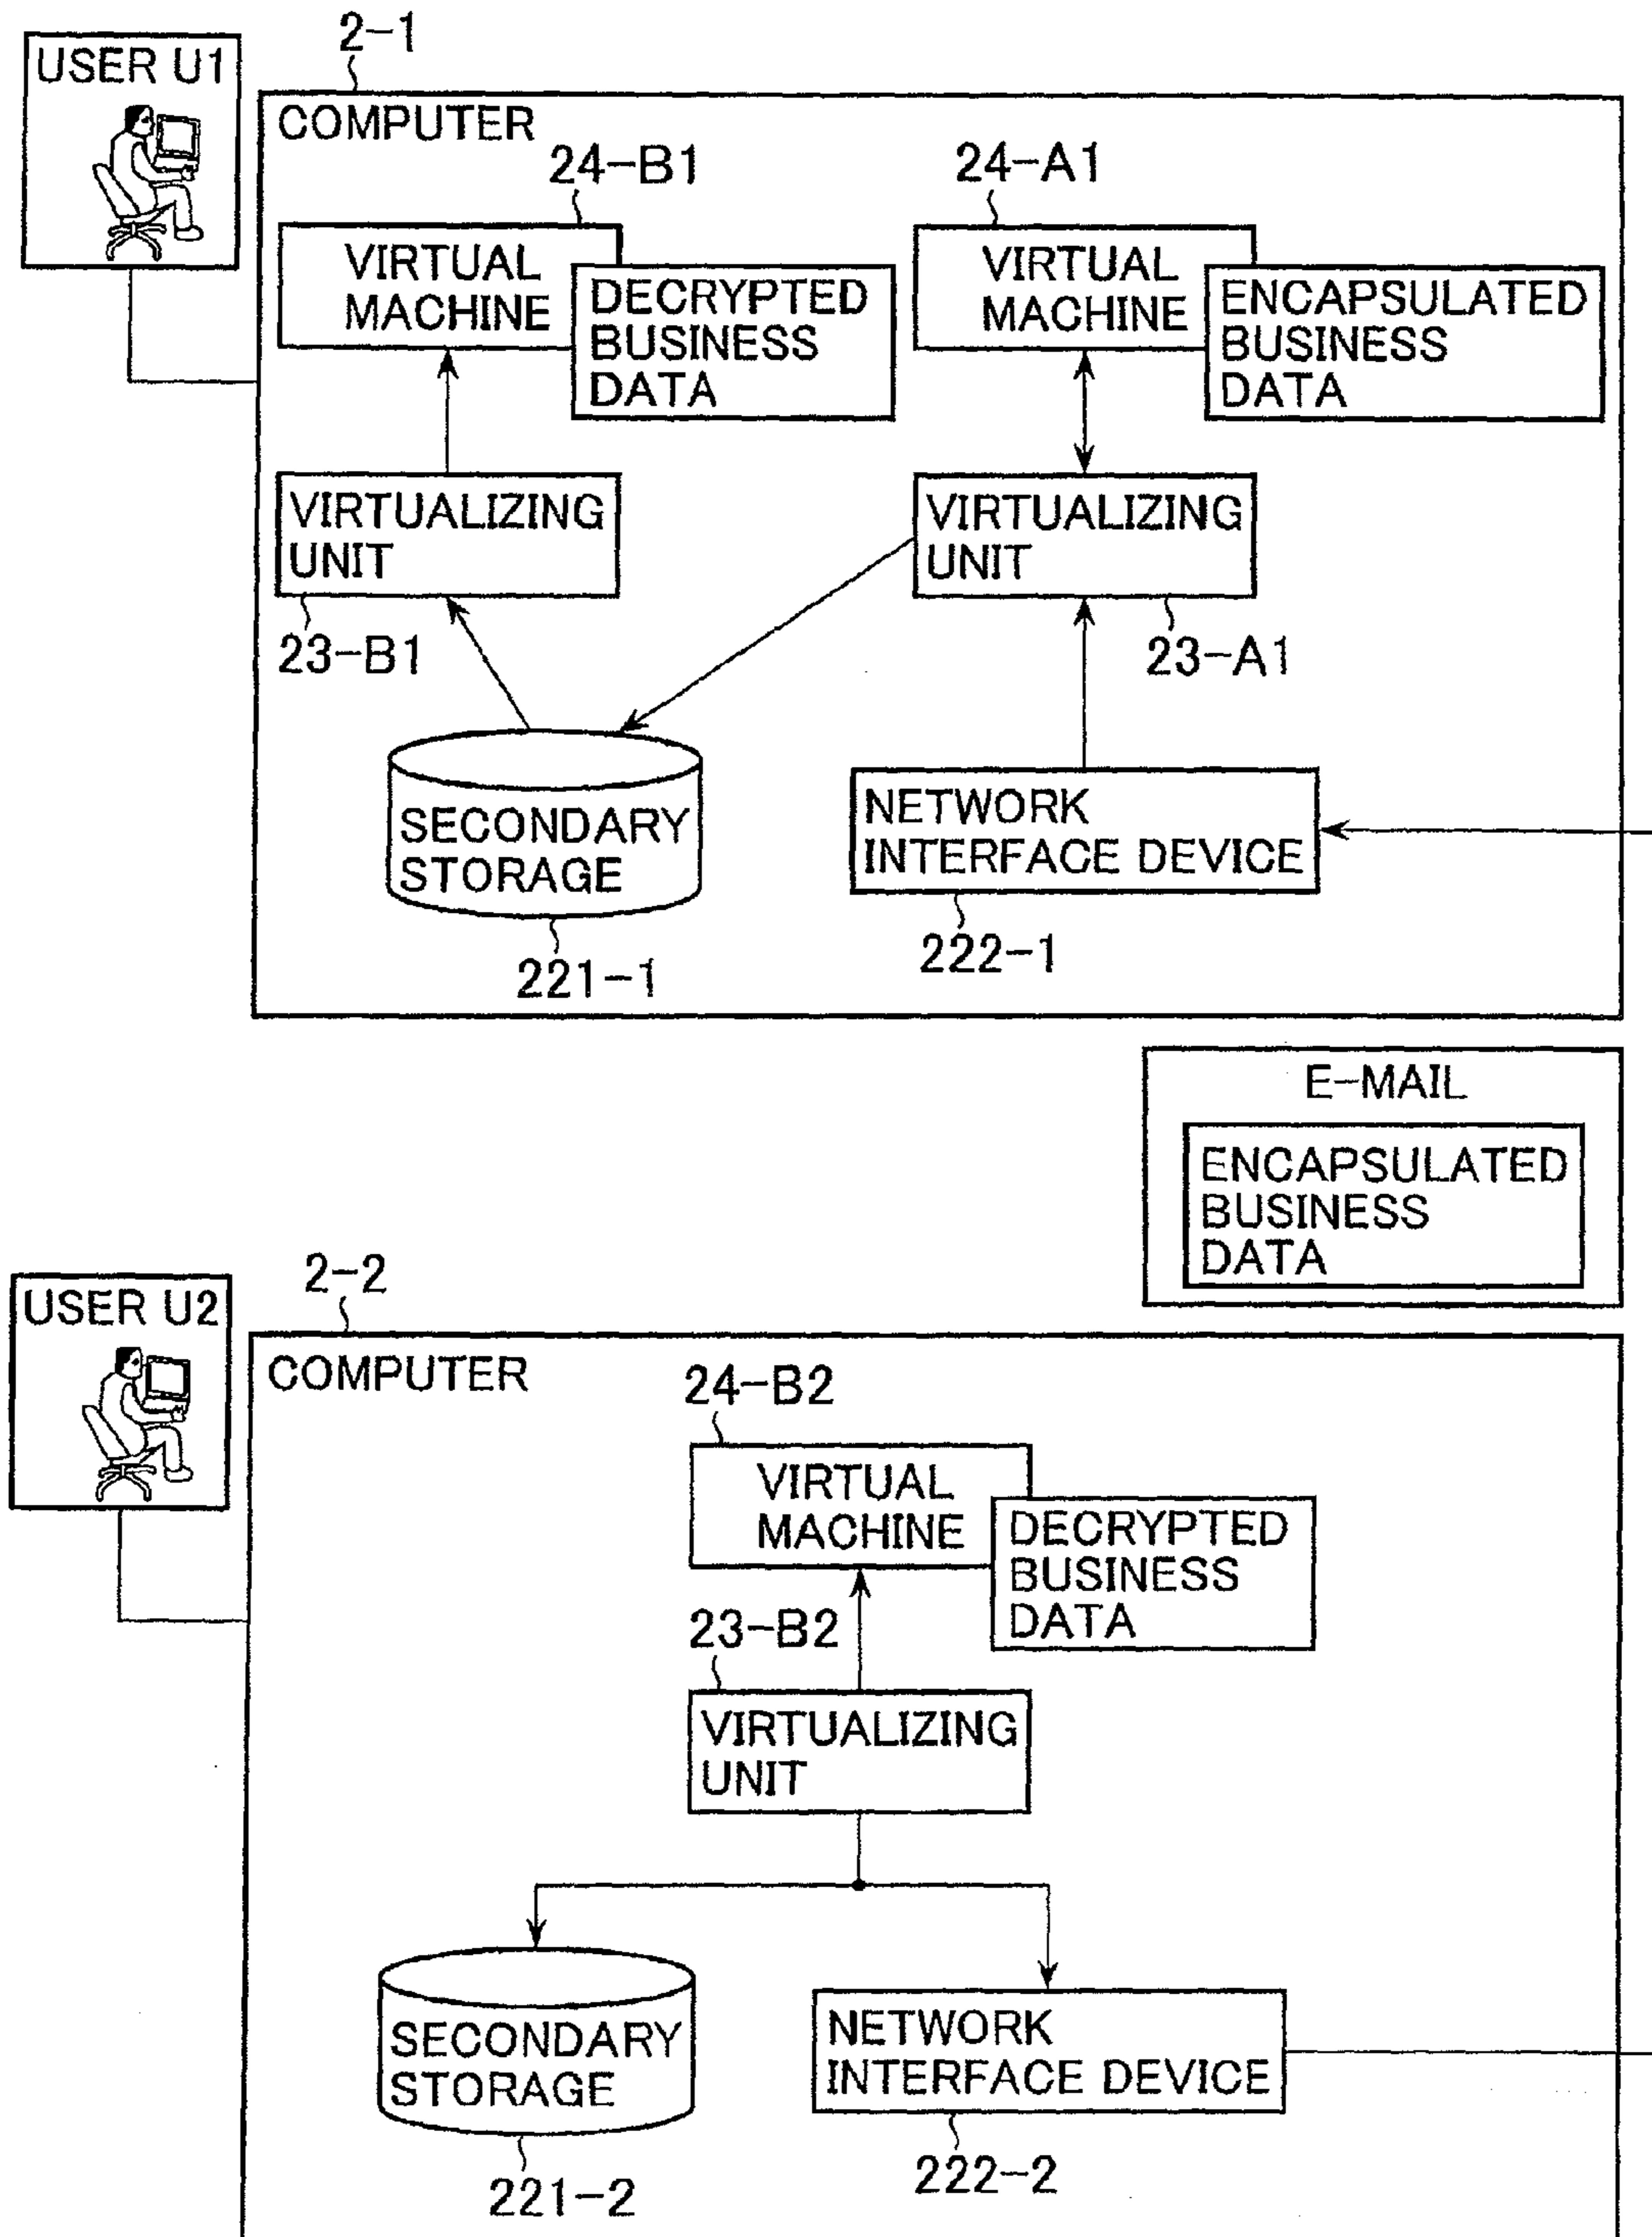 2-1
USER U1
COMPUTER
24-B1
24-A1
VIRTUAL
MACHINE
DECRYPTED
BUSINESS
DATA
VIRTUAL
MACHINE
ENCAPSULATED
BUSINESS
DATA
VIRTUALIZING
UNIT
23-B1
VIRTUALIZING
UNIT
23-A1
SECONDARY
STORAGE
221-1
NETWORK
INTERFACE DEVICE
222-1
E-MAIL
ENCAPSULATED
BUSINESS
DATA
2-2
USER U2
COMPUTER
24-B2
VIRTUAL
MACHINE
DECRYPTED
BUSINESS
DATA
23-B2
VIRTUALIZING
UNIT
SECONDARY
STORAGE
221-2
NETWORK
INTERFACE DEVICE
222-2